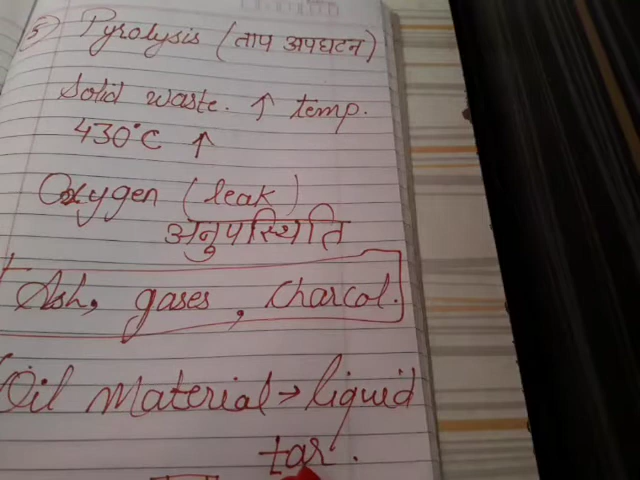 5) Pyrolysis (ताप अपघटन)
Solid waste. ↑ temp.
430°C ↑
Oxygen (leak)
अनुपस्थिति
Ash, gases, Charcol.
Oil Material → liquid
tar.